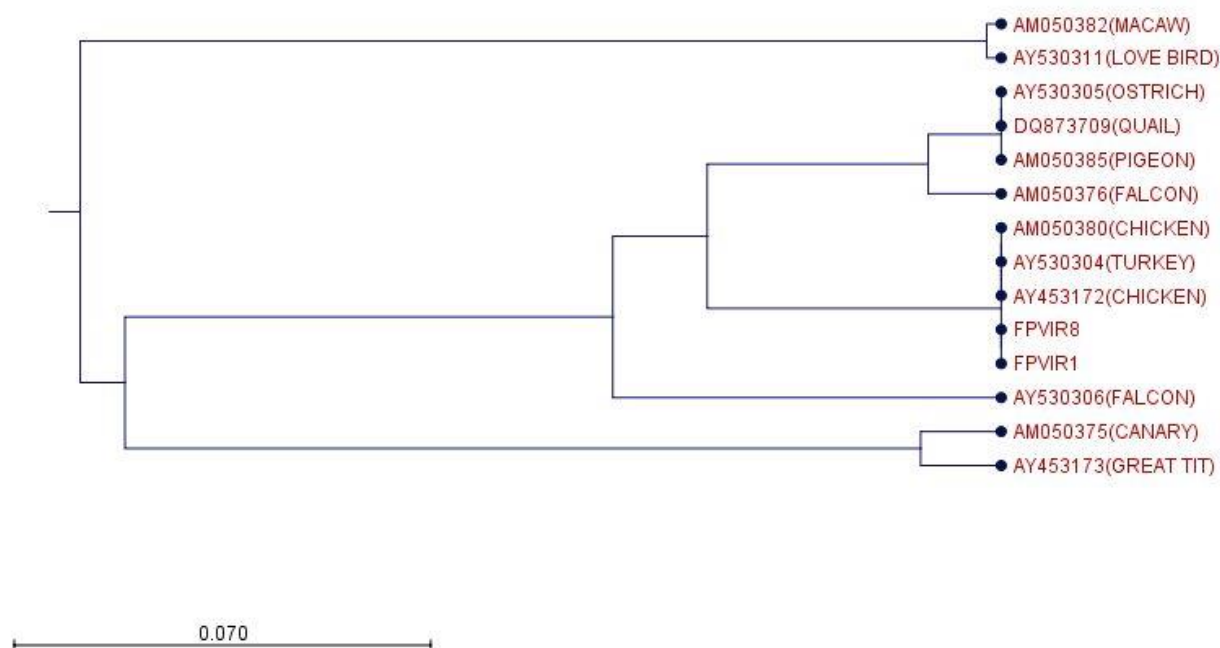 AM050382(MACAW)
AY530311(LOVE BIRD)
AY530305(OSTRICH)
DQ873709(QUAIL)
AM050385(PIGEON)
AM050376(FALCON)
AM050380(CHICKEN)
AY530304(TURKEY)
AY453172(CHICKEN)
FPVIR8
FPVIR1
AY530306(FALCON)
AM050375(CANARY)
AY453173(GREAT TIT)
0.070